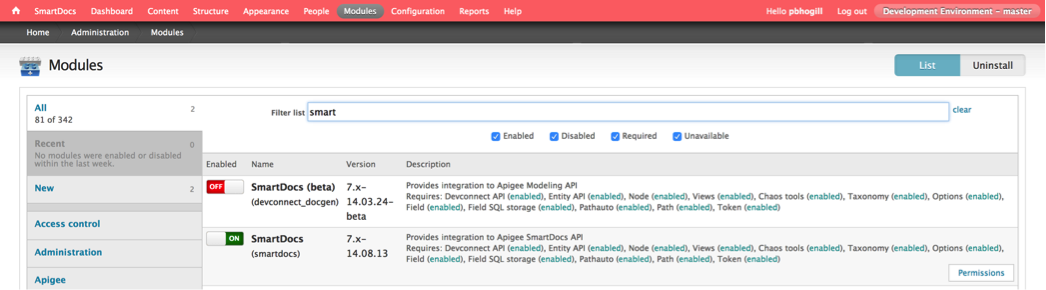 SmartDocs Dashboard Content Structure Appearance People Modules Configuration Reports Help Hello pbhogill Log out Development Environment - master
Home Administration Modules
Modules
List Uninstall
All 2
81 of 342
Recent 0
No modules were enabled or disabled
within the last week.
New 2
Access control
Administration
Apigee
Filter list smart clear
Enabled Disabled Required Unavailable
Enabled Name Version Description
OFF SmartDocs (beta) 7.x- Provides integration to Apigee Modeling API
(devconnect_docgen) 14.03.24- Requires: Devconnect API (enabled), Entity API (enabled), Node (enabled), Views (enabled), Chaos tools (enabled), Taxonomy (enabled), Options (enabled),
beta Field (enabled), Field SQL storage (enabled), Pathauto (enabled), Path (enabled), Token (enabled)
ON SmartDocs 7.x- Provides integration to Apigee SmartDocs API
(smartdocs) 14.08.13 Requires: Devconnect API (enabled), Entity API (enabled), Node (enabled), Views (enabled), Chaos tools (enabled), Taxonomy (enabled), Options (enabled),
Field (enabled), Field SQL storage (enabled), Pathauto (enabled), Path (enabled), Token (enabled)
Permissions